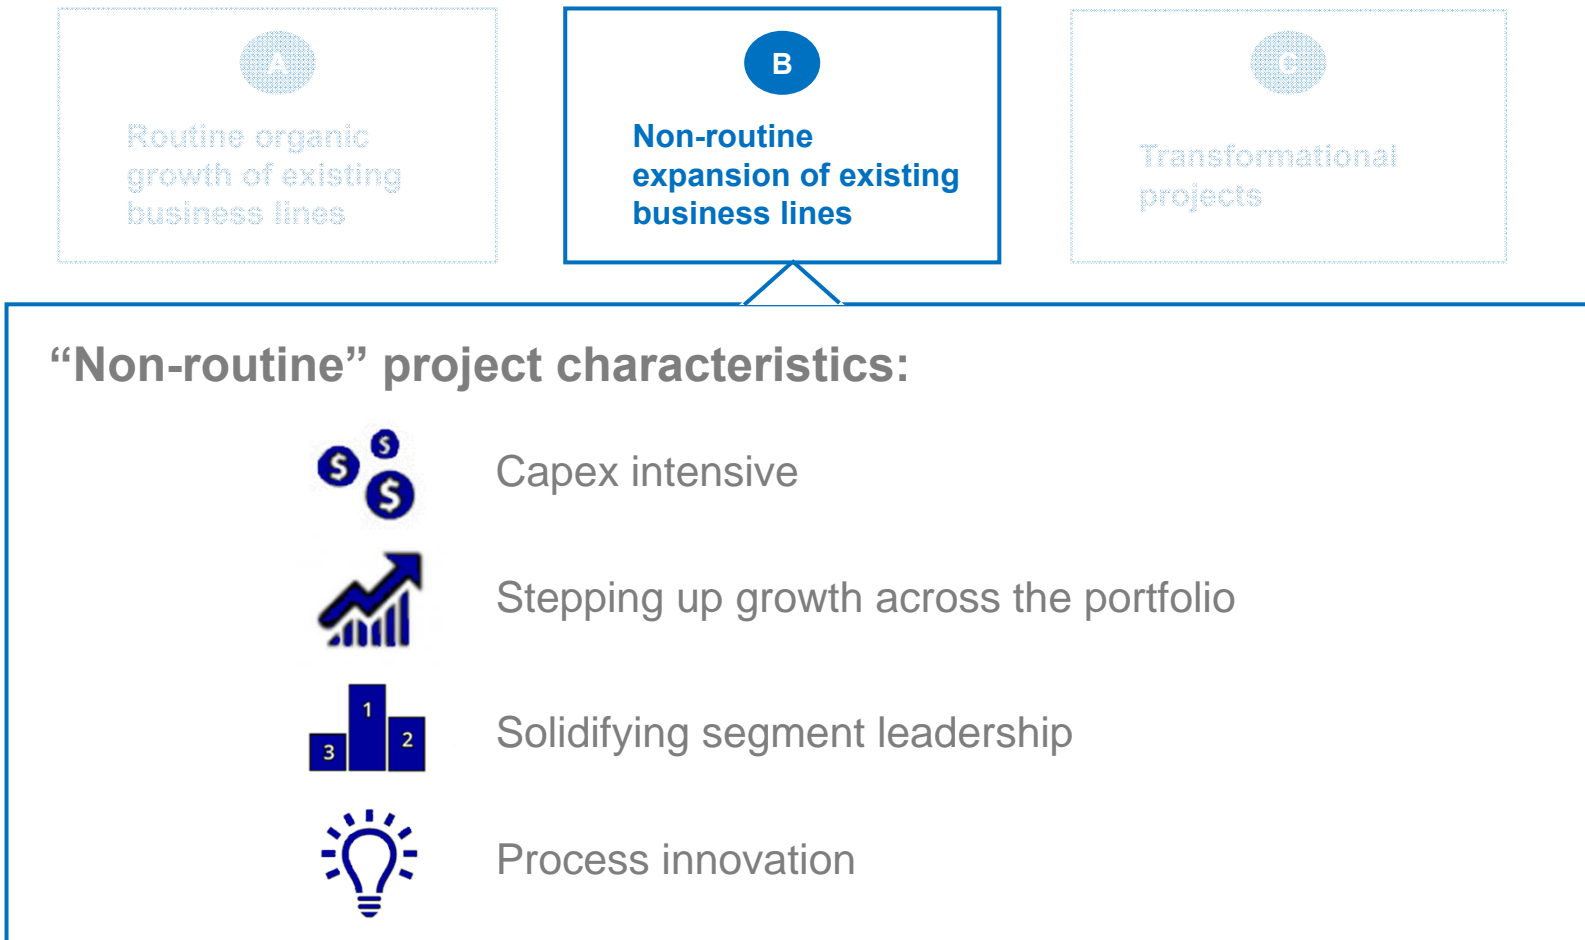 A
Routine organic
growth of existing
business lines
B
Non-routine
expansion of existing
business lines
C
Transformational
projects
“Non-routine” project characteristics:
$
$
$
Capex intensive
Stepping up growth across the portfolio
1
2
3
Solidifying segment leadership
Process innovation